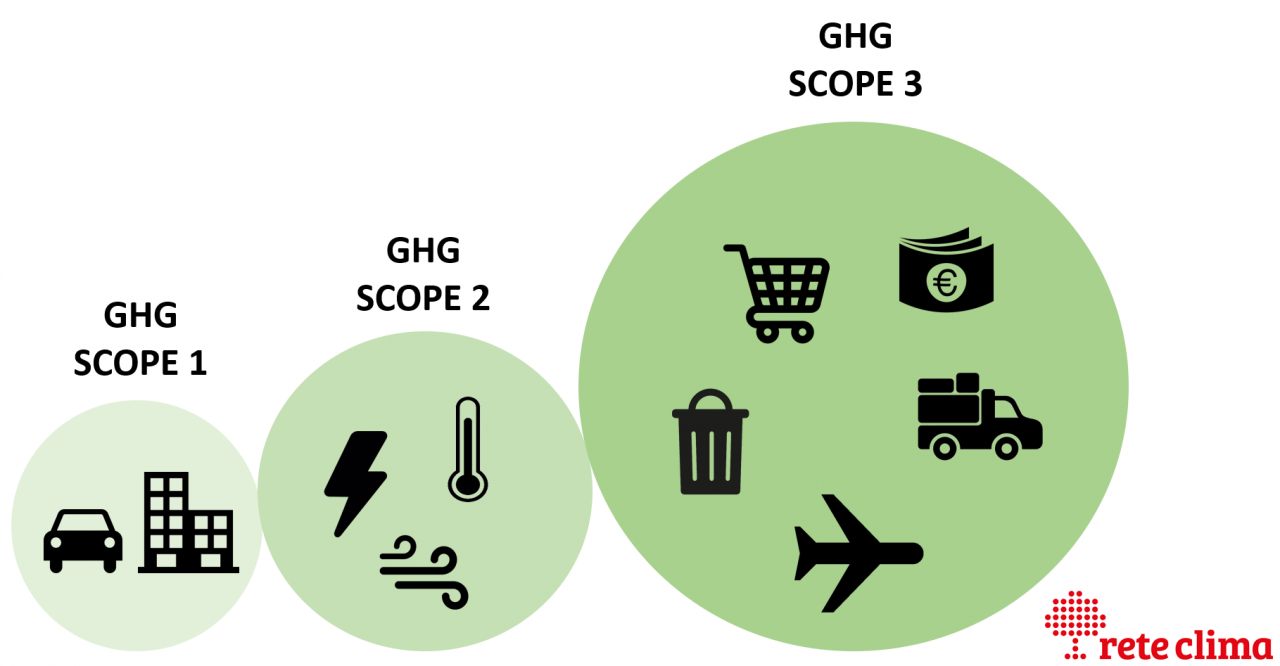 GHG
SCOPE 1
GHG
SCOPE 2
GHG
SCOPE 3
€
rete clima